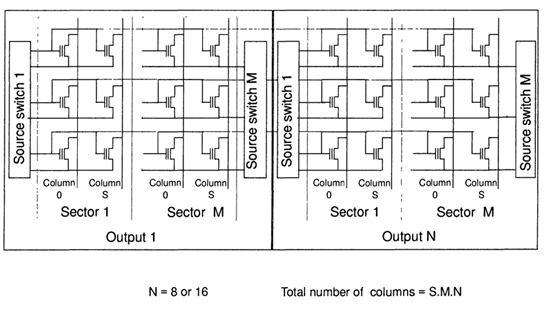 Source switch 1
Source switch M
Source switch 1
Source switch M
Column Column Column Column Column Column Column Column
0 S 0 S 0 S 0 S
Sector 1 Sector M Sector 1 Sector M
Output 1 Output N
N = 8 or 16 Total number of columns = S.M.N